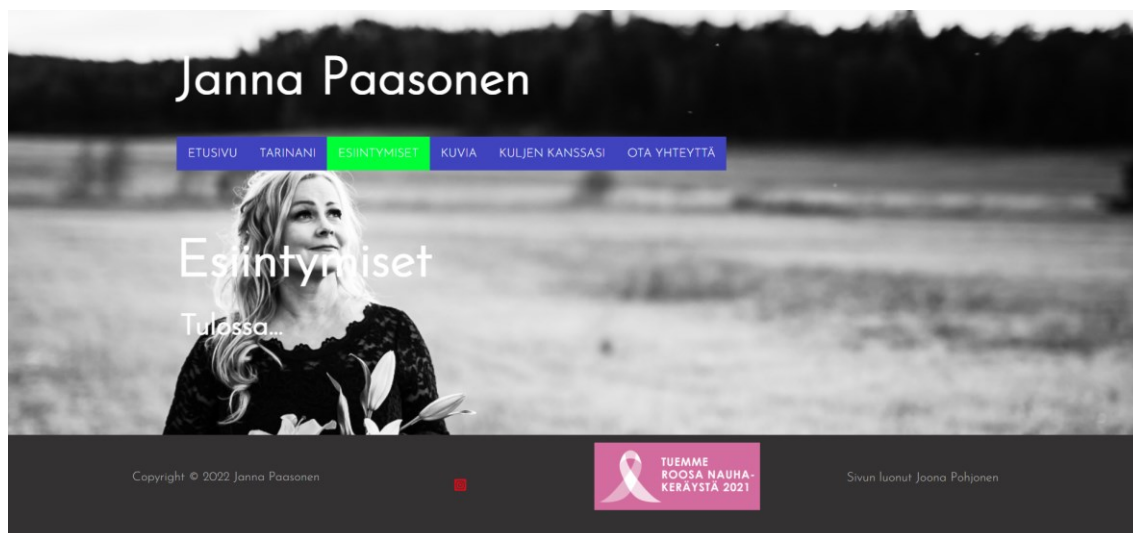 Janna Paasonen
ETUSIVU TARINANI ESIINTYMISET KUVIA KULJEN KANSSASI OTA YHTEYTTÄ
Esiintymiset
Tulossa...
Copyright © 2022 Janna Paasonen
TUEMME
ROOSA NAUHA-
KERÄYSTÄ 2021
Sivun luonut Joona Pohjonen